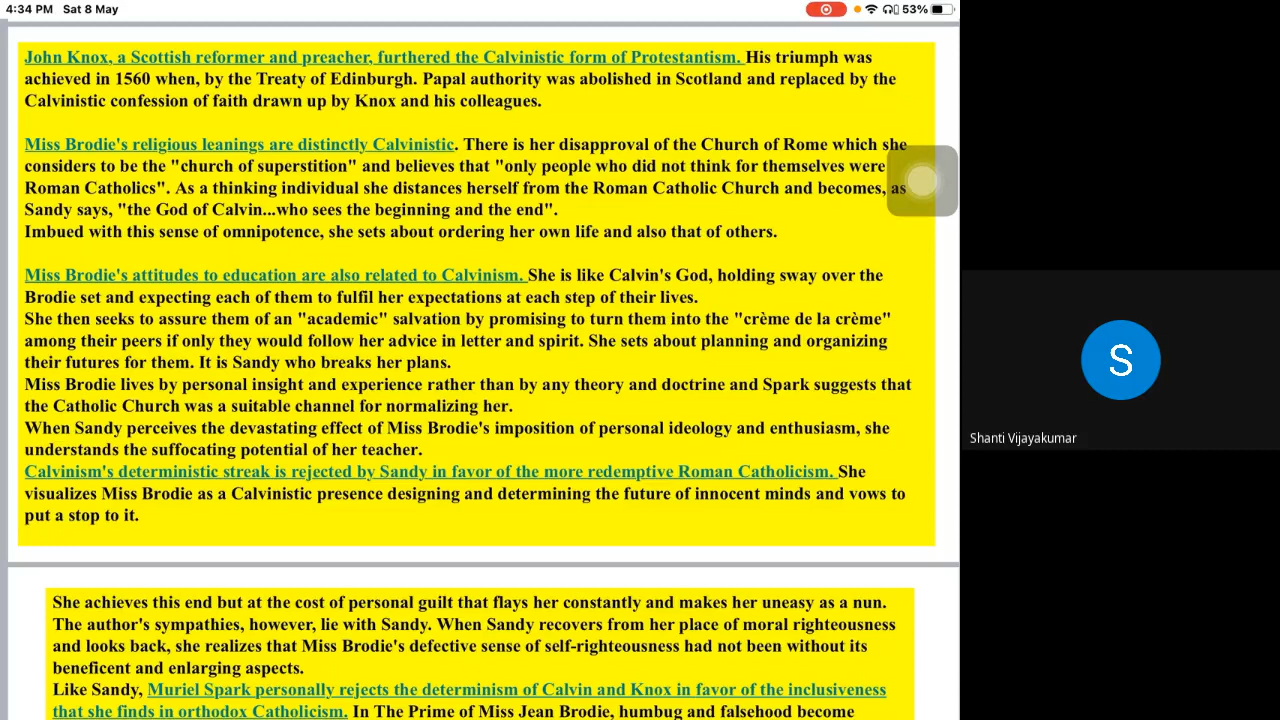 4:34 PM Sat 8 May
53%
John Knox, a Scottish reformer and preacher, furthered the Calvinistic form of Protestantism. His triumph was
achieved in 1560 when, by the Treaty of Edinburgh. Papal authority was abolished in Scotland and replaced by the
Calvinistic confession of faith drawn up by Knox and his colleagues.
Miss Brodie's religious leanings are distinctly Calvinistic. There is her disapproval of the Church of Rome which she
considers to be the "church of superstition" and believes that "only people who did not think for themselves were
Roman Catholics". As a thinking individual she distances herself from the Roman Catholic Church and becomes, as
Sandy says, "the God of Calvin...who sees the beginning and the end".
Imbued with this sense of omnipotence, she sets about ordering her own life and also that of others.
Miss Brodie's attitudes to education are also related to Calvinism. She is like Calvin's God, holding sway over the
Brodie set and expecting each of them to fulfil her expectations at each step of their lives.
She then seeks to assure them of an "academic" salvation by promising to turn them into the "crème de la crème"
among their peers if only they would follow her advice in letter and spirit. She sets about planning and organizing
their futures for them. It is Sandy who breaks her plans.
Miss Brodie lives by personal insight and experience rather than by any theory and doctrine and Spark suggests that
the Catholic Church was a suitable channel for normalizing her.
When Sandy perceives the devastating effect of Miss Brodie's imposition of personal ideology and enthusiasm, she
understands the suffocating potential of her teacher.
Calvinism's deterministic streak is rejected by Sandy in favor of the more redemptive Roman Catholicism. She
visualizes Miss Brodie as a Calvinistic presence designing and determining the future of innocent minds and vows to
put a stop to it.
She achieves this end but at the cost of personal guilt that flays her constantly and makes her uneasy as a nun.
The author's sympathies, however, lie with Sandy. When Sandy recovers from her place of moral righteousness
and looks back, she realizes that Miss Brodie's defective sense of self-righteousness had not been without its
beneficent and enlarging aspects.
Like Sandy, Muriel Spark personally rejects the determinism of Calvin and Knox in favor of the inclusiveness
that she finds in orthodox Catholicism. In The Prime of Miss Jean Brodie, humbug and falsehood become
S
Shanti Vijayakumar